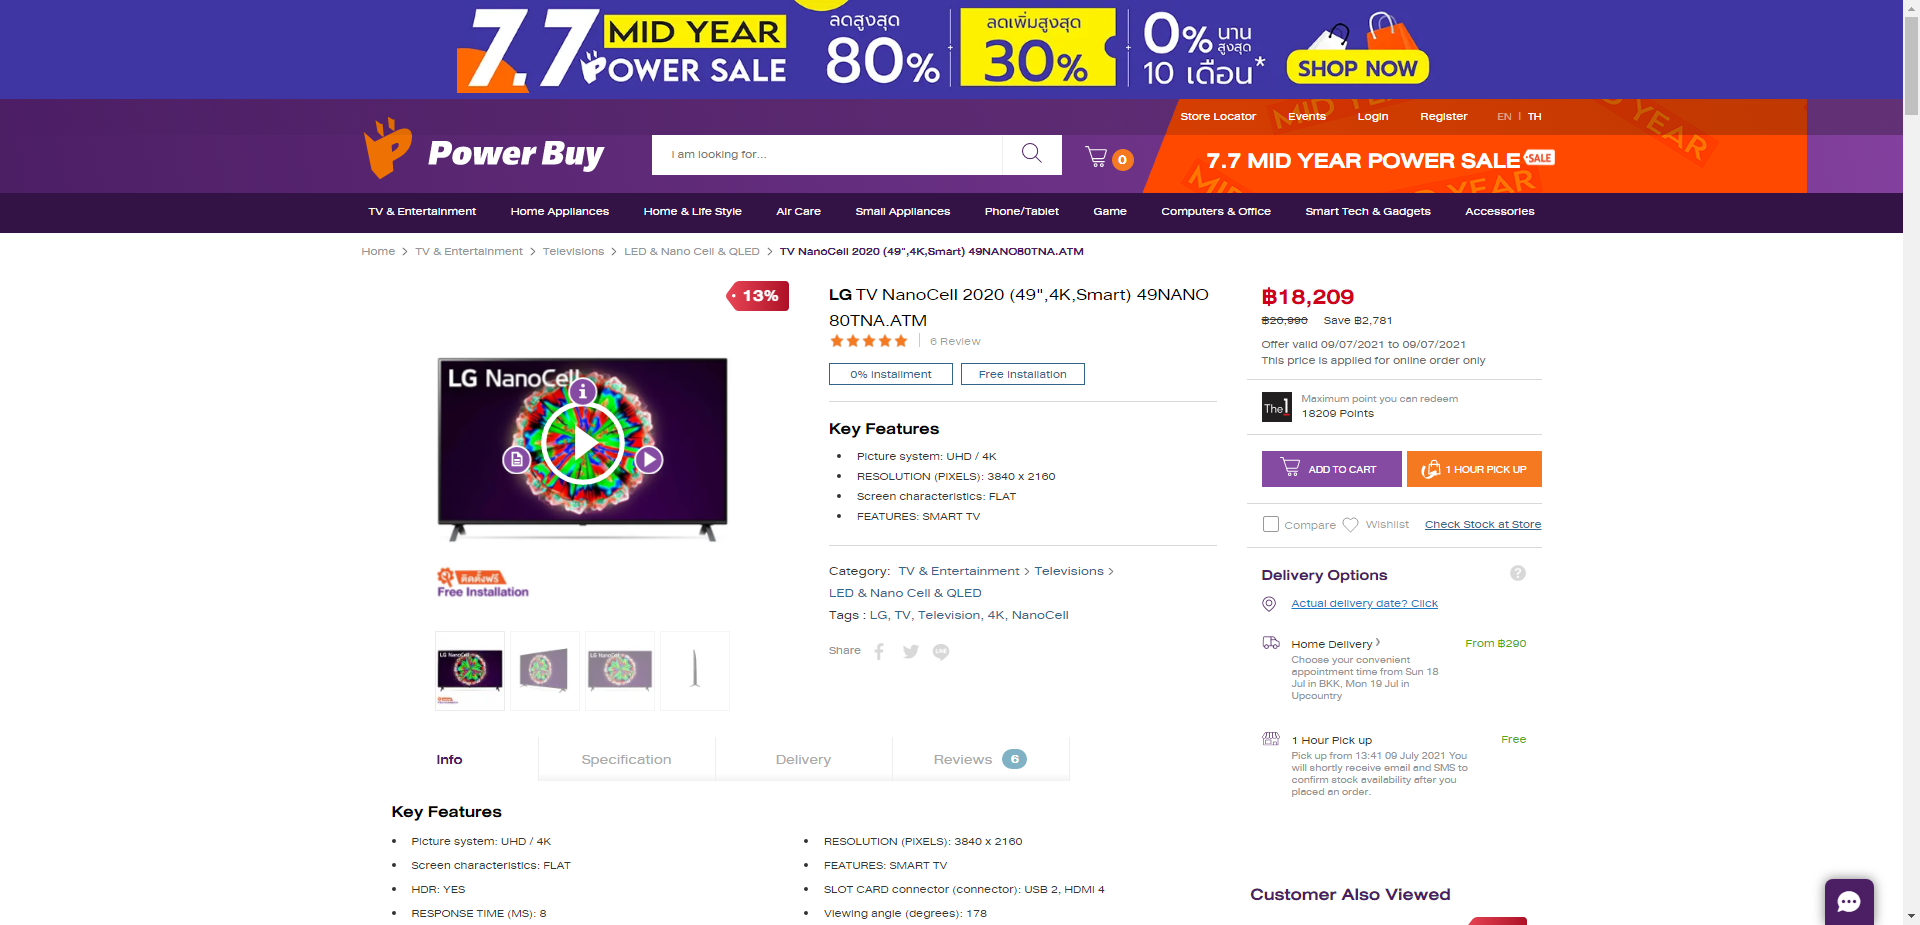 7.7 MID YEAR POWER SALE
ลดสูงสุด 80%
ลดเพิ่มสูงสุด 30%
0% นาน สูงสุด 10 เดือน*
SHOP NOW
Store Locator Events Login Register EN | TH
Power Buy
I am looking for...
0
7.7 MID YEAR POWER SALE SALE
TV & Entertainment Home Appliances Home & Life Style Air Care Small Appliances Phone/Tablet Game Computers & Office Smart Tech & Gadgets Accessories
Home > TV & Entertainment > Televisions > LED & Nano Cell & QLED > TV NanoCell 2020 (49",4K,Smart) 49NANO80TNA.ATM
13%
LG NanoCell
ติดตั้งฟรี
Free Installation
LG TV NanoCell 2020 (49",4K,Smart) 49NANO
80TNA.ATM
6 Review
0% Installment Free Installation
Key Features
• Picture system: UHD / 4K
• RESOLUTION (PIXELS): 3840 x 2160
• Screen characteristics: FLAT
• FEATURES: SMART TV
Category: TV & Entertainment > Televisions >
LED & Nano Cell & QLED
Tags : LG, TV, Television, 4K, NanoCell
Share
฿18,209
฿20,990 Save ฿2,781
Offer valid 09/07/2021 to 09/07/2021
This price is applied for online order only
The1
Maximum point you can redeem
18209 Points
ADD TO CART 1 HOUR PICK UP
Compare Wishlist Check Stock at Store
Delivery Options ?
Actual delivery date? Click
Home Delivery > From ฿290
Choose your convenient
appointment time from Sun 18
Jul in BKK, Mon 19 Jul in
Upcountry
1 Hour Pick up Free
Pick up from 13:41 09 July 2021 You
will shortly receive email and SMS to
confirm stock availability after you
placed an order.
Info Specification Delivery Reviews 6
Key Features
• Picture system: UHD / 4K
• RESOLUTION (PIXELS): 3840 x 2160
• Screen characteristics: FLAT
• FEATURES: SMART TV
• HDR: YES
• SLOT CARD connector (connector): USB 2, HDMI 4
• RESPONSE TIME (MS): 8
• Viewing angle (degrees): 178
Customer Also Viewed